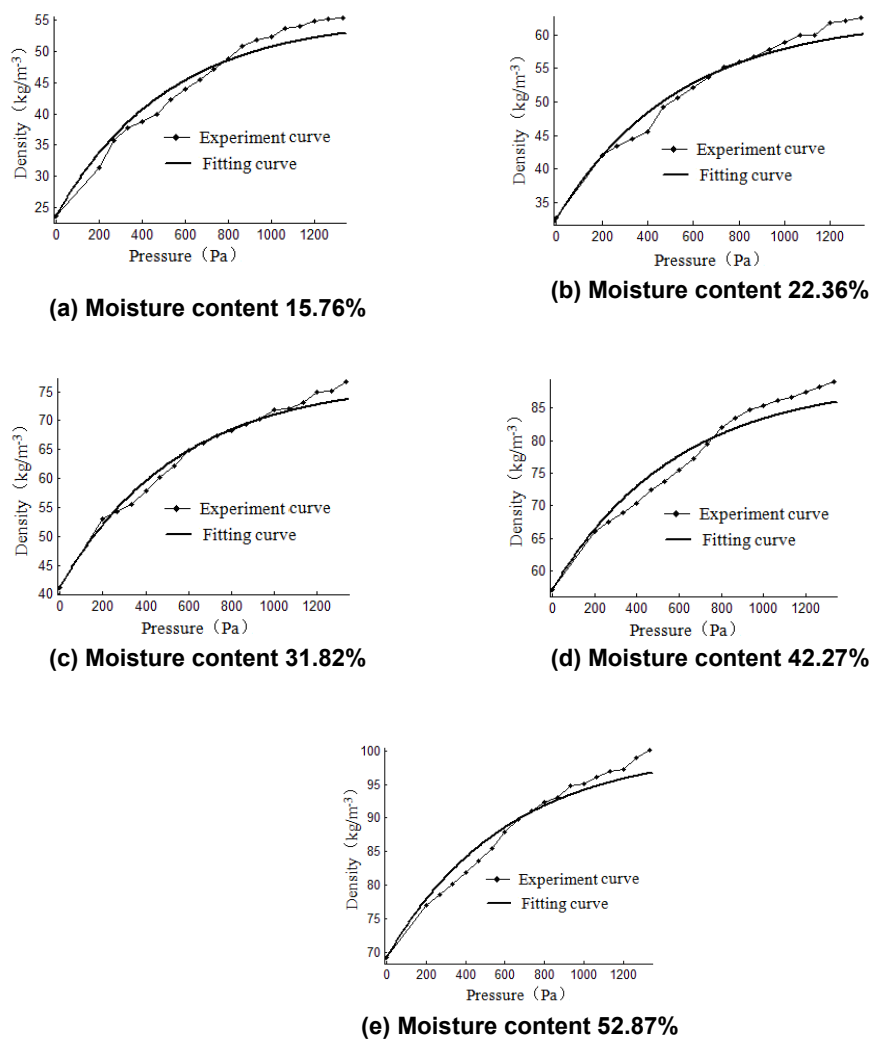 55
50
45
40
35
30
25
Density (kg/m⁻³)
Experiment curve
Fitting curve
0 200 400 600 800 1000 1200
Pressure (Pa)
(a) Moisture content 15.76%
60
55
50
45
40
35
Density (kg/m⁻³)
Experiment curve
Fitting curve
0 200 400 600 800 1000 1200
Pressure (Pa)
(b) Moisture content 22.36%
75
70
65
60
55
50
45
40
Density (kg/m⁻³)
Experiment curve
Fitting curve
0 200 400 600 800 1000 1200
Pressure (Pa)
(c) Moisture content 31.82%
85
80
75
70
65
60
Density (kg/m⁻³)
Experiment curve
Fitting curve
0 200 400 600 800 1000 1200
Pressure (Pa)
(d) Moisture content 42.27%
100
95
90
85
80
75
70
Density (kg/m⁻³)
Experiment curve
Fitting curve
0 200 400 600 800 1000 1200
Pressure (Pa)
(e) Moisture content 52.87%